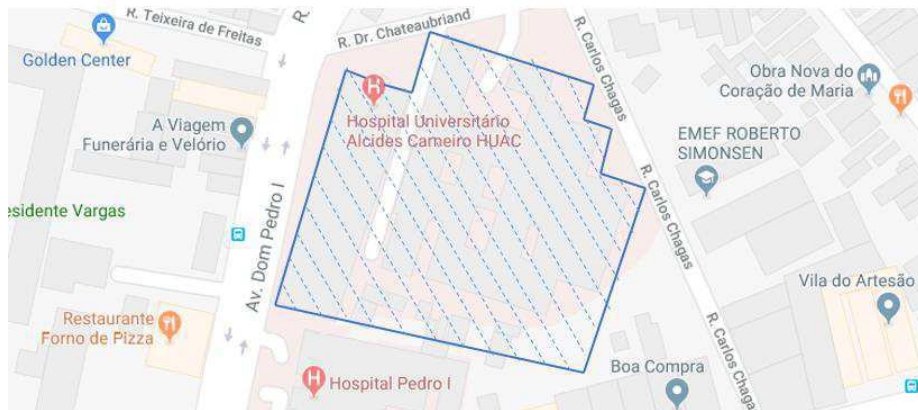 R. Teixeira de Freitas
R.
Golden Center
R. Dr. Chateaubriand
R. Carlos Chagas
Obra Nova do
Coração de Maria
A Viagem
Funerária e Velório
Hospital Universitário
Alcides Carneiro HUAC
EMEF ROBERTO
SIMONSEN
esidente Vargas
Av. Dom Pedro I
R. Carlos Chagas
Vila do Artesão
Restaurante
Forno de Pizza
R. Carlos Chaga
Hospital Pedro I
Boa Compra